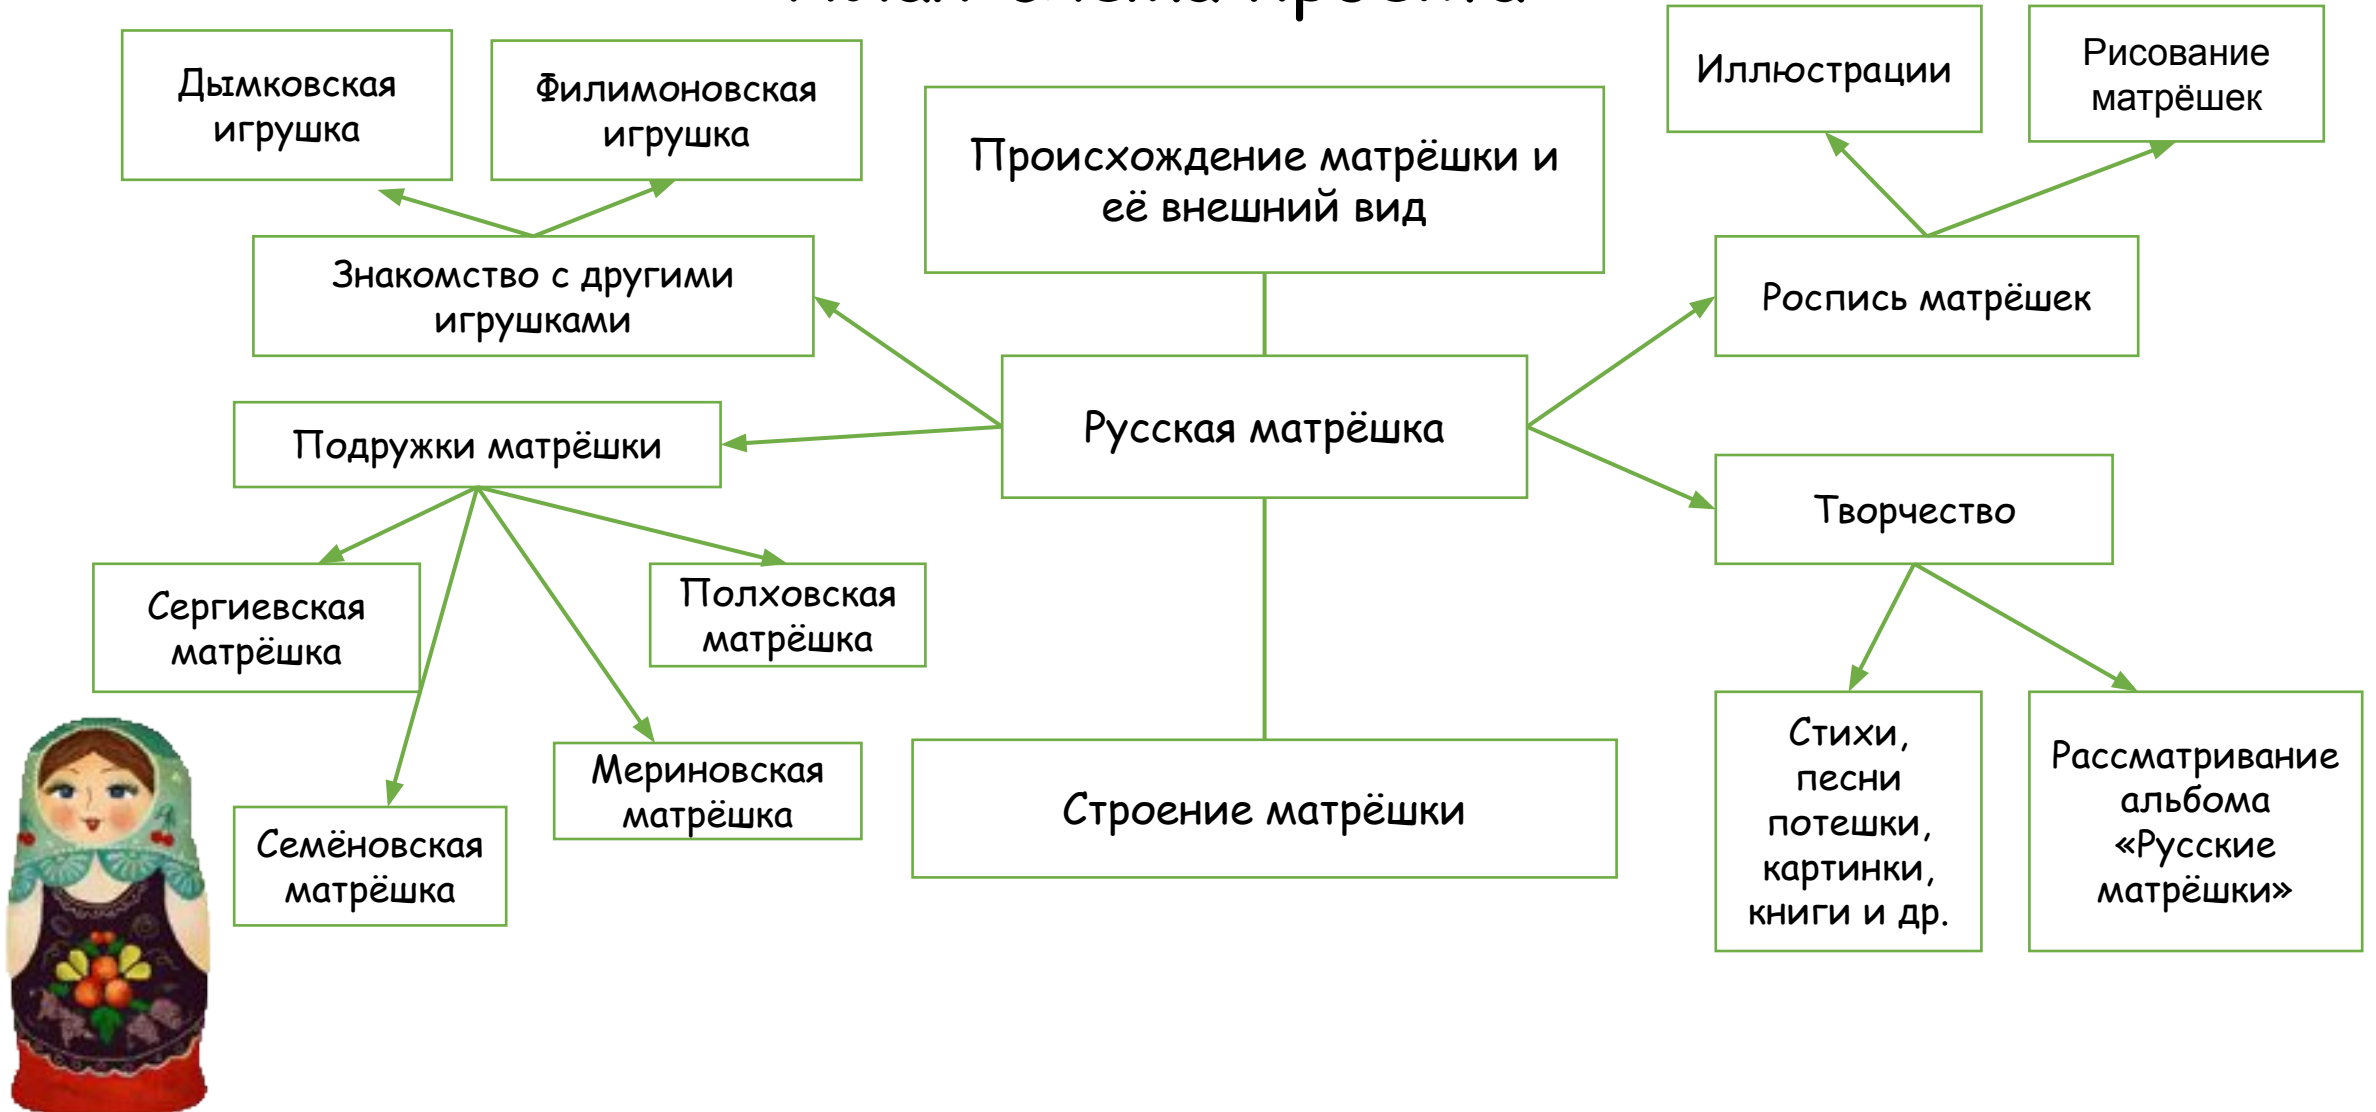 Дымковская
игрушка
Филимоновская
игрушка
Происхождение матрёшки и
её внешний вид
Иллюстрации
Рисование
матрёшек
Знакомство с другими
игрушками
Роспись матрёшек
Подружки матрёшки
Русская матрёшка
Творчество
Сергиевская
матрёшка
Полховская
матрёшка
Семёновская
матрёшка
Мериновская
матрёшка
Строение матрёшки
Стихи,
песни
потешки,
картинки,
книги и др.
Рассматривание
альбома
«Русские
матрёшки»